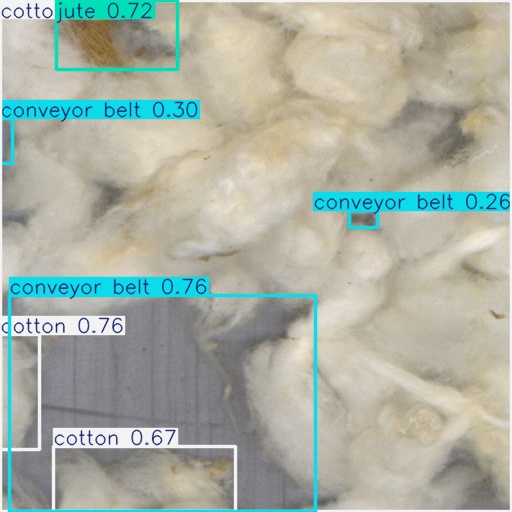 cotto
jute 0.72
conveyor belt 0.30
conveyor belt 0.26
conveyor belt 0.76
cotton 0.76
cotton 0.67